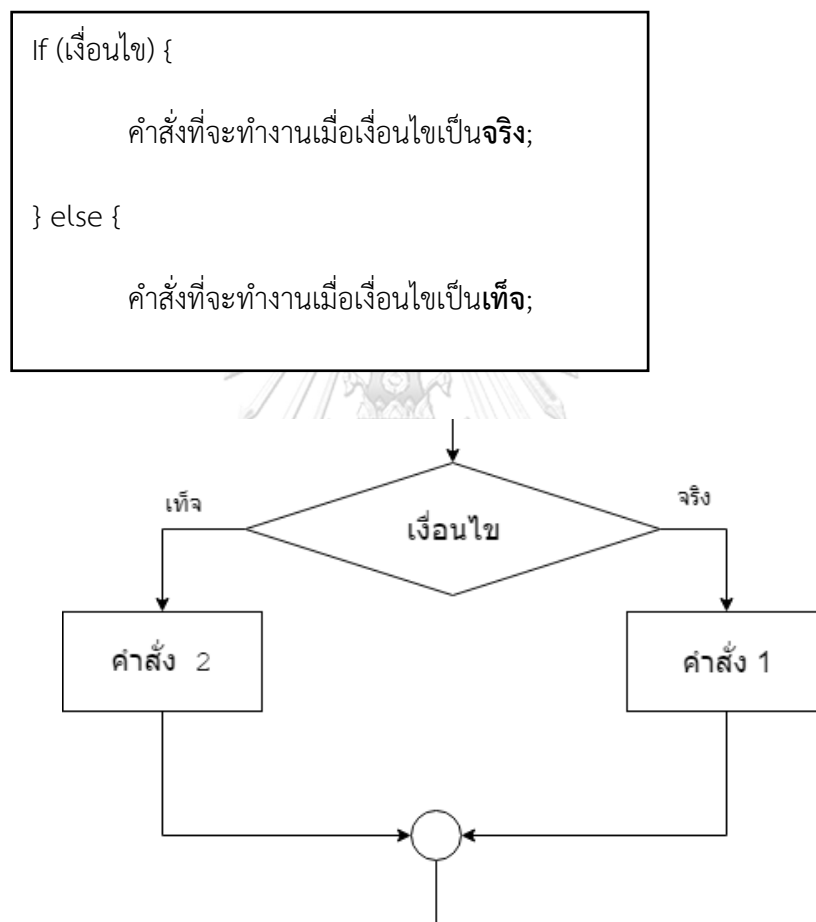 If (เงื่อนไข) {
คำสั่งที่จะทำงานเมื่อเงื่อนไขเป็นจริง;
} else {
คำสั่งที่จะทำงานเมื่อเงื่อนไขเป็นเท็จ;
เท็จ
จริง
เงื่อนไข
คำสั่ง 2
คำสั่ง 1